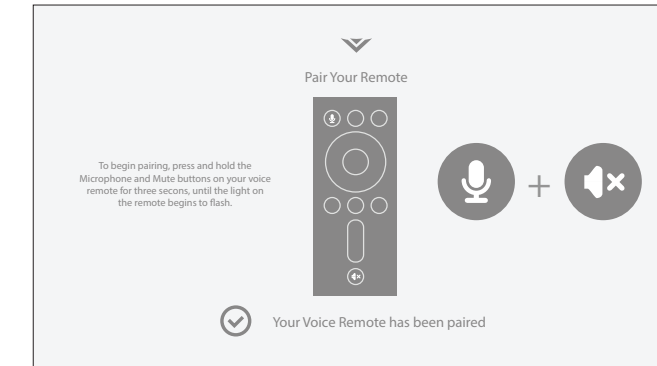 Pair Your Remote
To begin pairing, press and hold the
Microphone and Mute buttons on your voice
remote for three secons, until the light on
the remote begins to flash.
+
Your Voice Remote has been paired